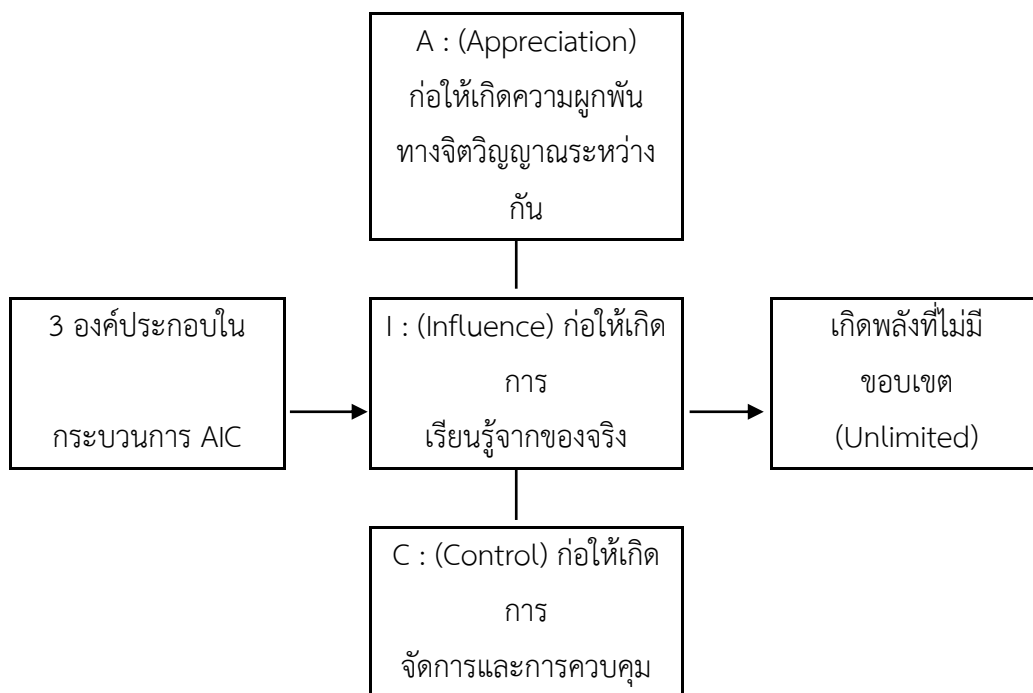 A : (Appreciation)
ก่อให้เกิดความผูกพัน
ทางจิตวิญญาณระหว่าง
กัน
3 องค์ประกอบใน
กระบวนการ AIC
I : (Influence) ก่อให้เกิด
การ
เรียนรู้จากของจริง
เกิดพลังที่ไม่มี
ขอบเขต
(Unlimited)
C : (Control) ก่อให้เกิด
การ
จัดการและการควบคุม